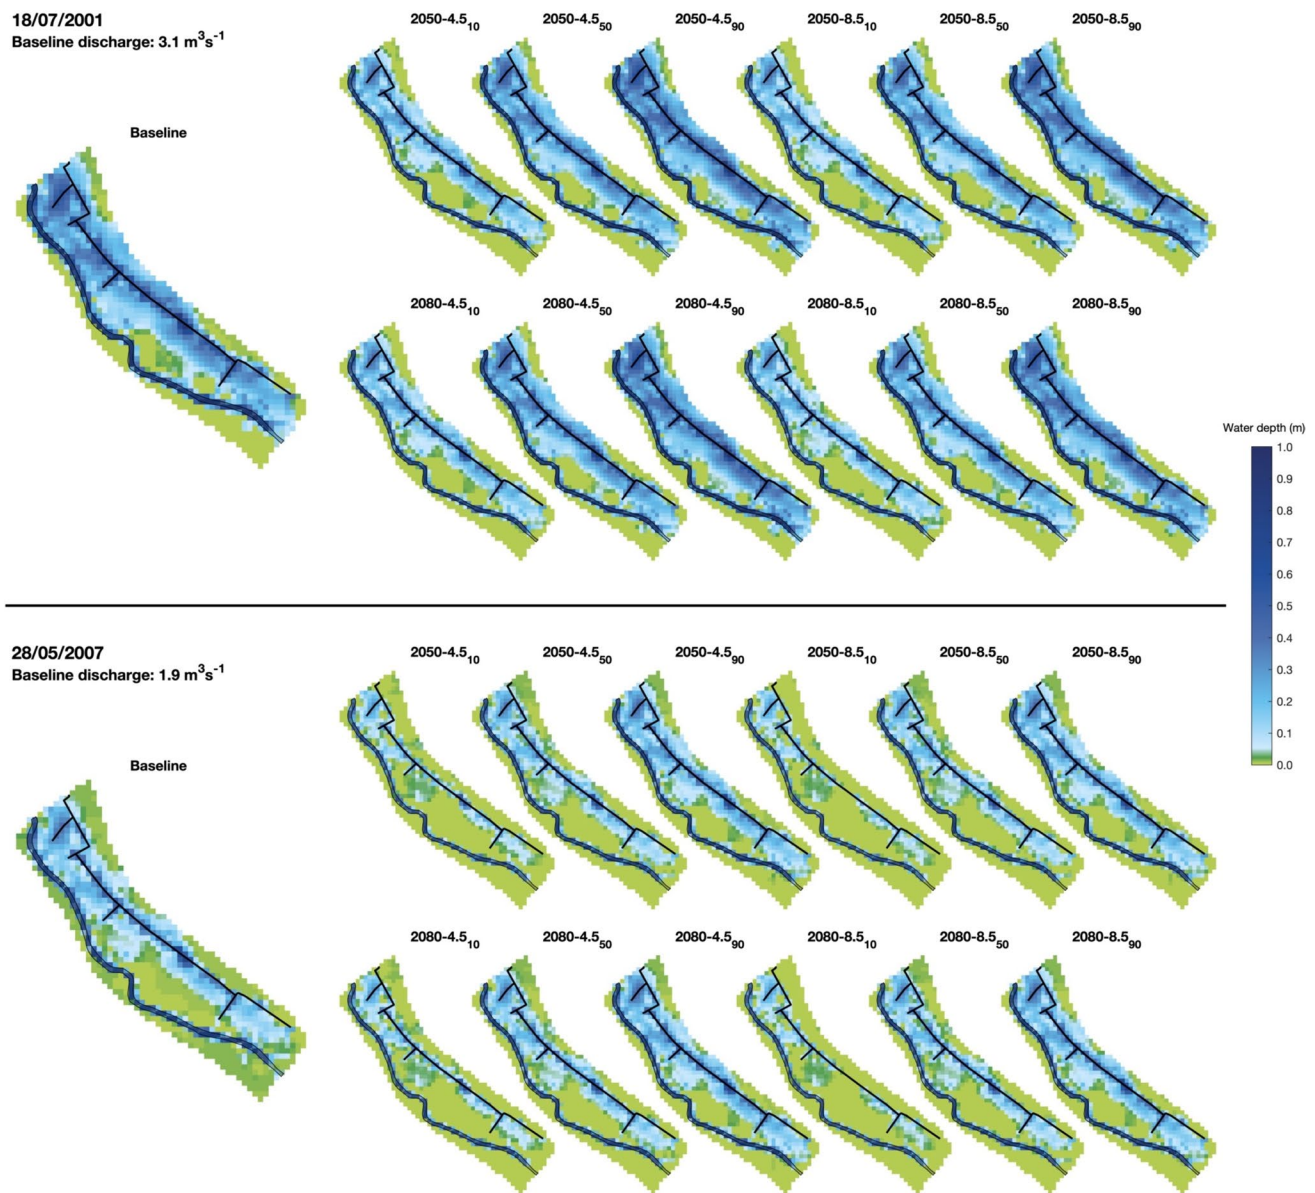 18/07/2001
Baseline discharge: 3.1 m³s⁻¹
Baseline
2050-4.5₁₀ 2050-4.5₅₀ 2050-4.5₉₀ 2050-8.5₁₀ 2050-8.5₅₀ 2050-8.5₉₀
2080-4.5₁₀ 2080-4.5₅₀ 2080-4.5₉₀ 2080-8.5₁₀ 2080-8.5₅₀ 2080-8.5₉₀
Water depth (m)
1.0
0.9
0.8
0.7
0.6
0.5
0.4
0.3
0.2
0.1
0.0
28/05/2007
Baseline discharge: 1.9 m³s⁻¹
Baseline
2050-4.5₁₀ 2050-4.5₅₀ 2050-4.5₉₀ 2050-8.5₁₀ 2050-8.5₅₀ 2050-8.5₉₀
2080-4.5₁₀ 2080-4.5₅₀ 2080-4.5₉₀ 2080-8.5₁₀ 2080-8.5₅₀ 2080-8.5₉₀